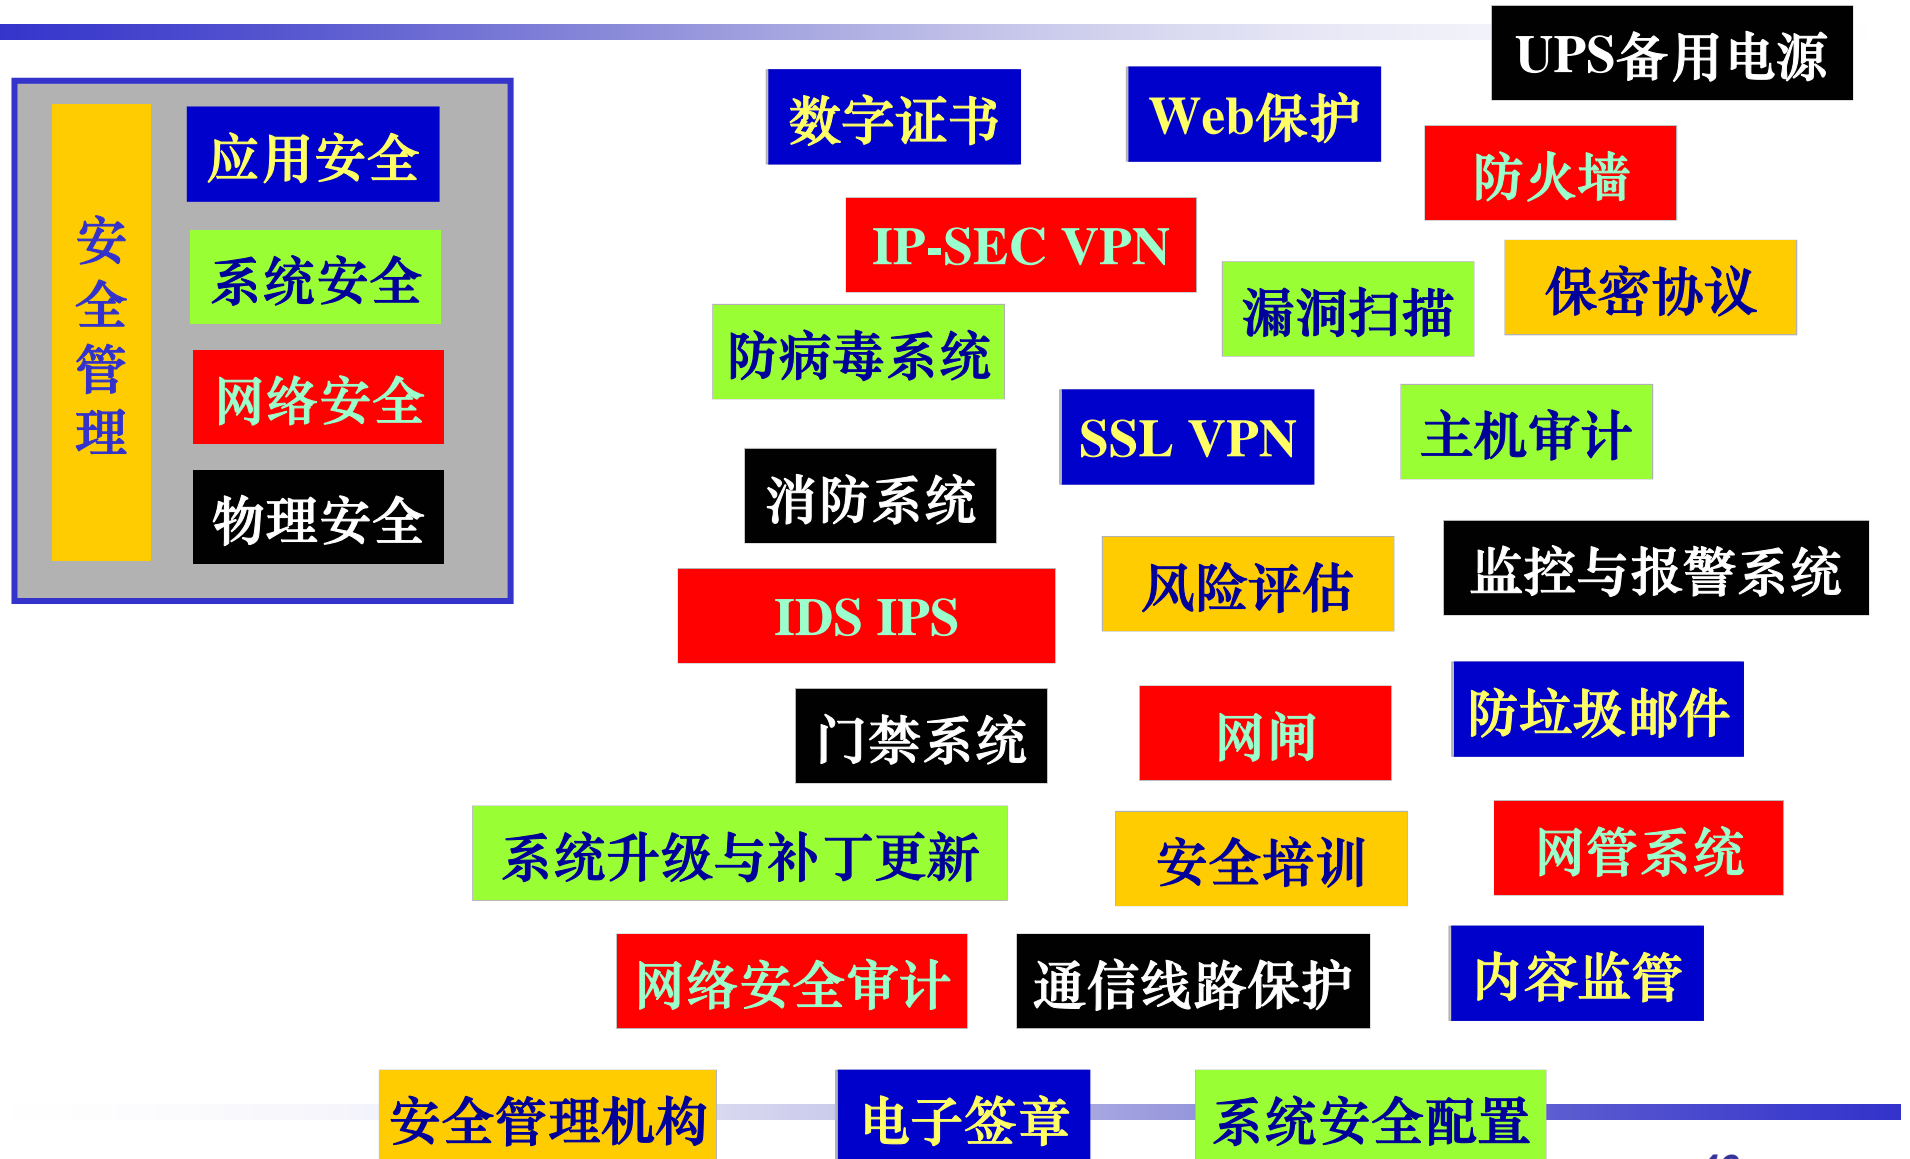 UPS备用电源
数字证书
Web保护
应用安全
防火墙
安全管理
IP-SEC VPN
系统安全
漏洞扫描
保密协议
防病毒系统
网络安全
SSL VPN
主机审计
消防系统
物理安全
风险评估
监控与报警系统
IDS IPS
门禁系统
网闸
防垃圾邮件
系统升级与补丁更新
安全培训
网管系统
网络安全审计
通信线路保护
内容监管
安全管理机构
电子签章
系统安全配置